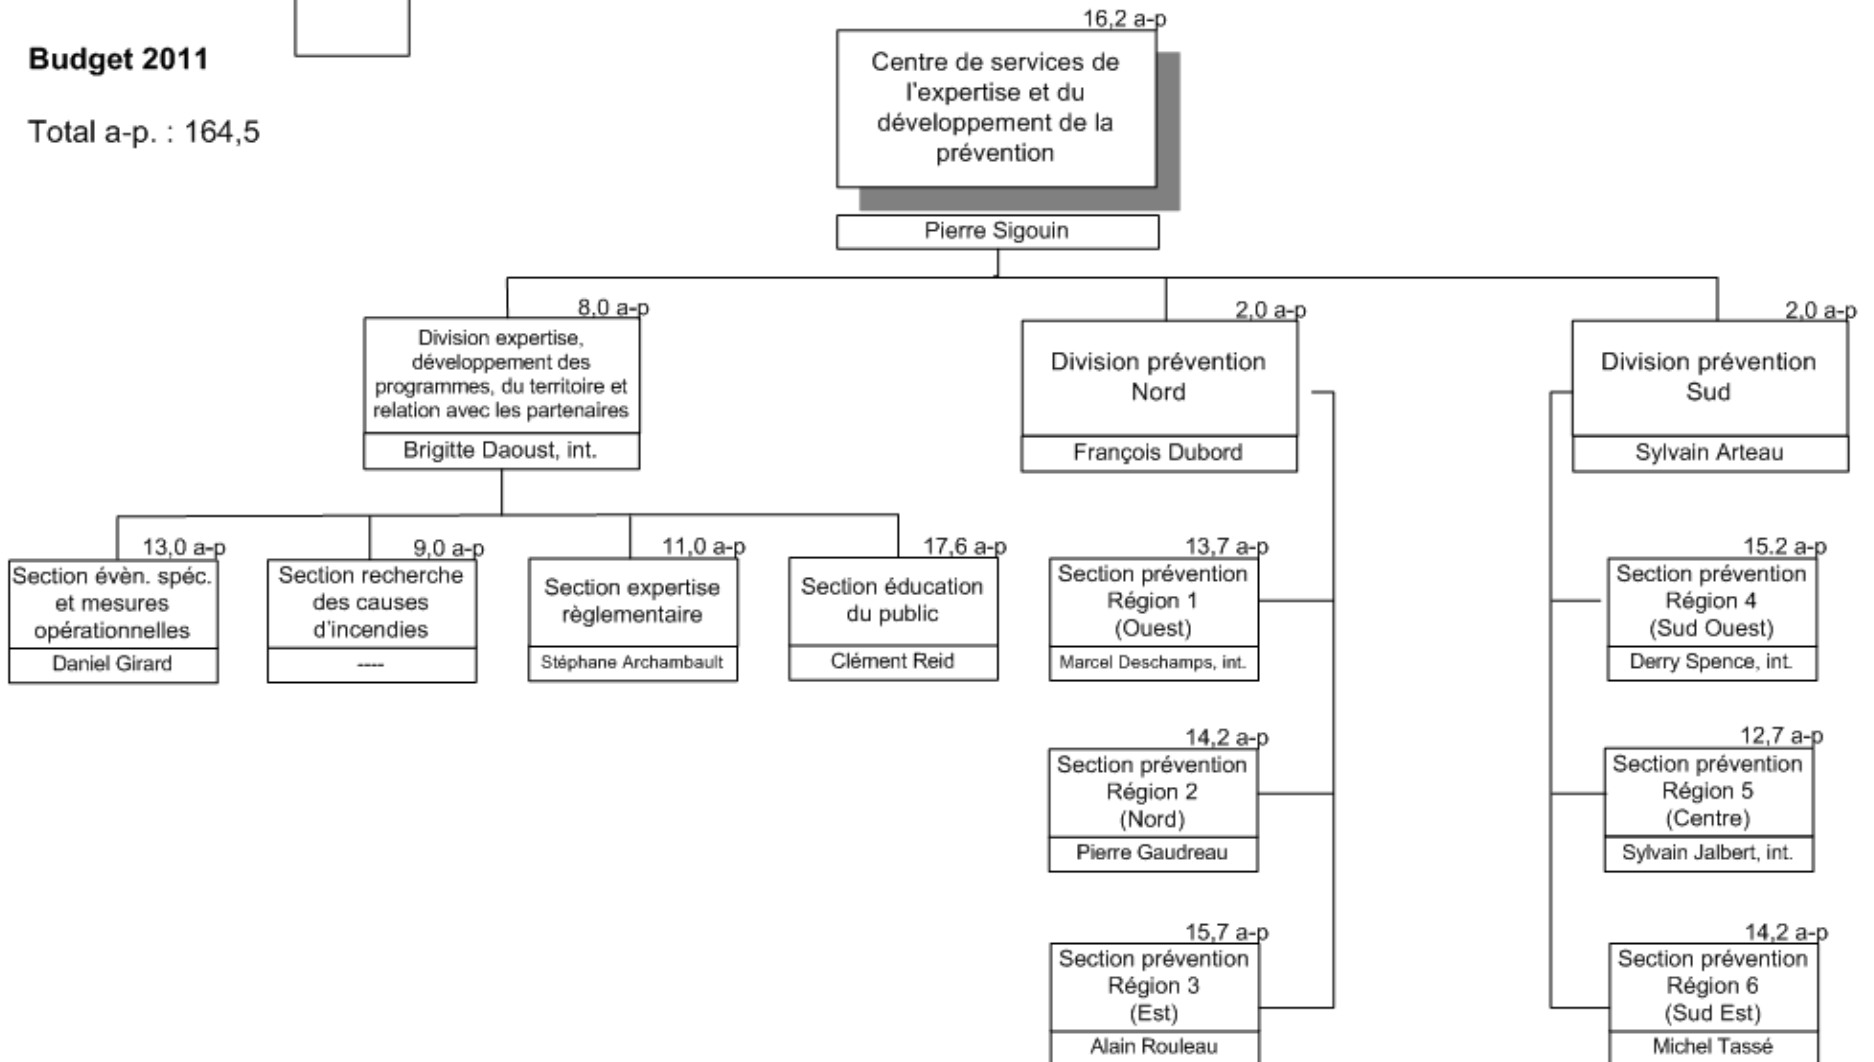 Budget 2011
Total a-p. : 164,5
16,2 a-p
Centre de services de
l'expertise et du
développement de la
prévention
Pierre Sigouin
8,0 a-p
Division expertise,
développement des
programmes, du territoire et
relation avec les partenaires
Brigitte Daoust, int.
2,0 a-p
Division prévention
Nord
François Dubord
2,0 a-p
Division prévention
Sud
Sylvain Arteau
13,0 a-p
Section évèn. spéc.
et mesures
opérationnelles
Daniel Girard
9,0 a-p
Section recherche
des causes
d'incendies
----
11,0 a-p
Section expertise
règlementaire
Stéphane Archambault
17,6 a-p
Section éducation
du public
Clément Reid
13,7 a-p
Section prévention
Région 1
(Ouest)
Marcel Deschamps, int.
15.2 a-p
Section prévention
Région 4
(Sud Ouest)
Derry Spence, int.
14,2 a-p
Section prévention
Région 2
(Nord)
Pierre Gaudreau
12,7 a-p
Section prévention
Région 5
(Centre)
Sylvain Jalbert, int.
15,7 a-p
Section prévention
Région 3
(Est)
Alain Rouleau
14,2 a-p
Section prévention
Région 6
(Sud Est)
Michel Tassé